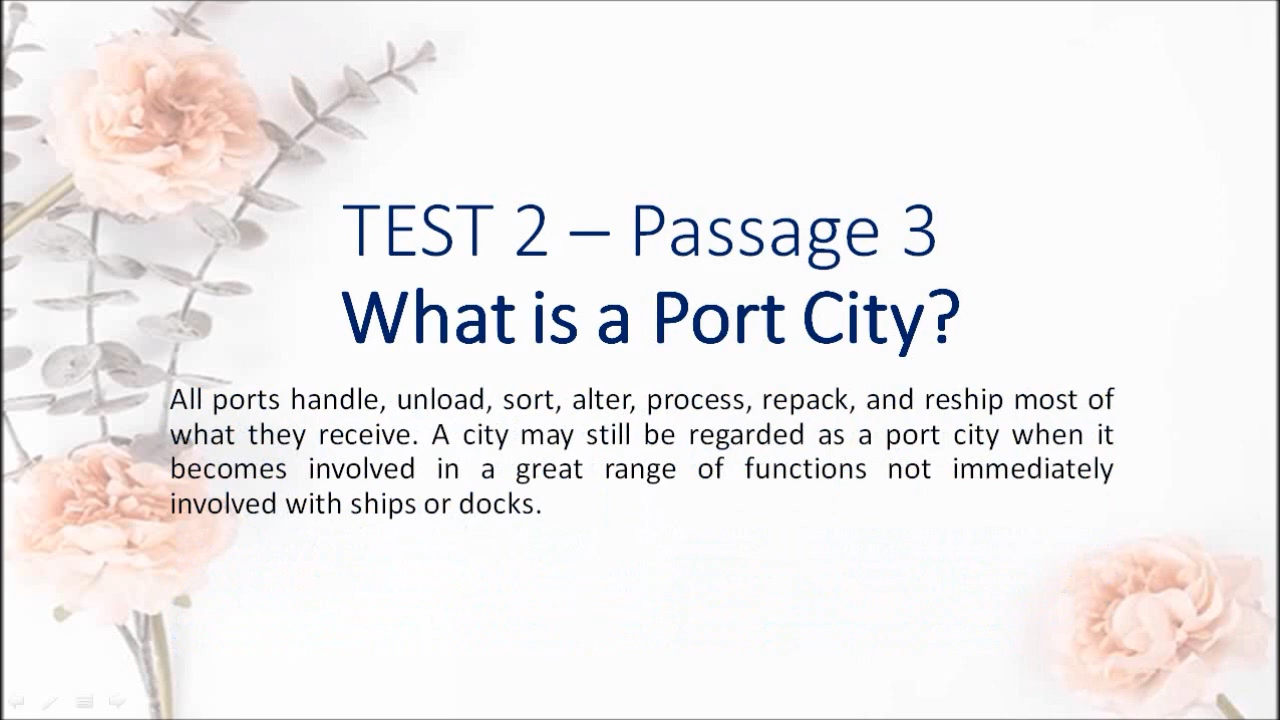 TEST 2 – Passage 3
What is a Port City?
All ports handle, unload, sort, alter, process, repack, and reship most of
what they receive. A city may still be regarded as a port city when it
becomes involved in a great range of functions not immediately
involved with ships or docks.